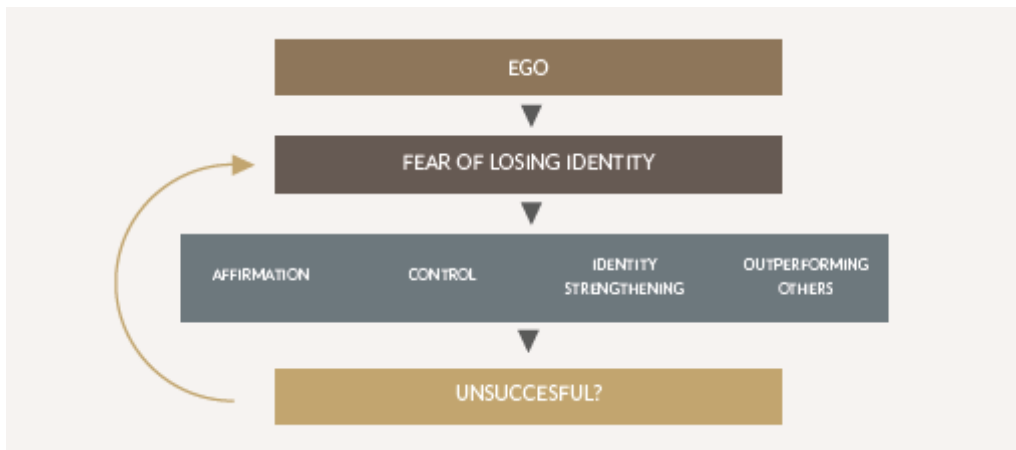 EGO
FEAR OF LOSING IDENTITY
AFFIRMATION
CONTROL
IDENTITY
STRENGTHENING
OUTPERFORMING
OTHERS
UNSUCCESFUL?